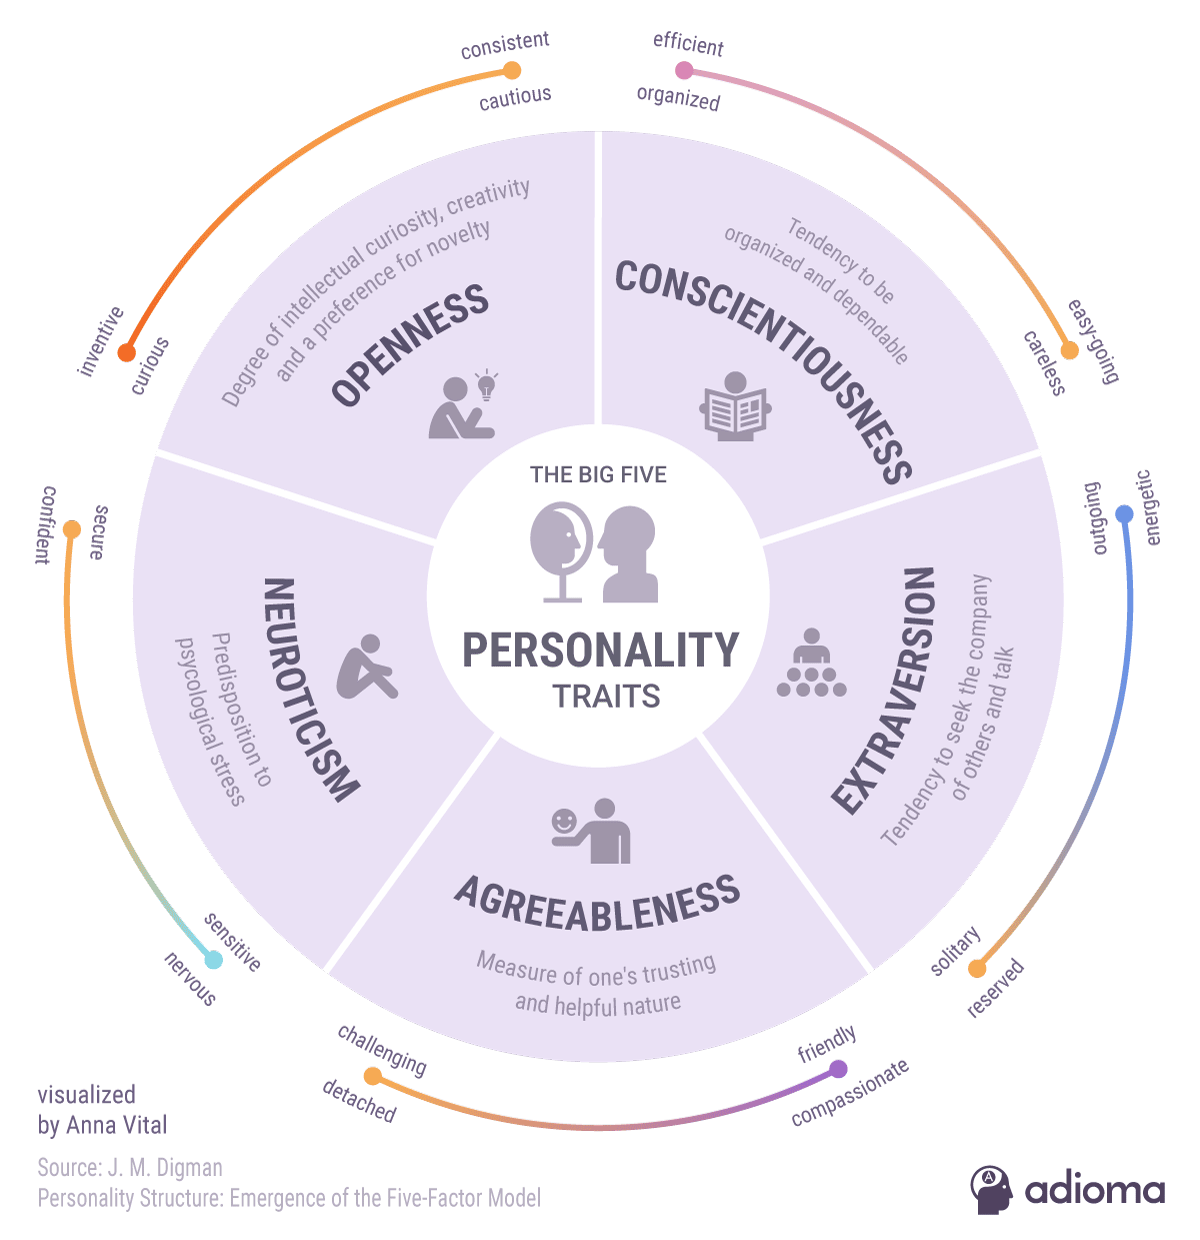 THE BIG FIVE
PERSONALITY
TRAITS
consistent
cautious
inventive
curious
Degree of intellectual curiosity, creativity
and a preference for novelty
OPENNESS
efficient
organized
easy-going
careless
Tendency to be
organized and dependable
CONSCIENTIOUSNESS
energetic
outgoing
solitary
reserved
EXTRAVERSION
Tendency to seek the company
of others and talk
friendly
compassionate
challenging
detached
AGREEABLENESS
Measure of one's trusting
and helpful nature
secure
confident
sensitive
nervous
NEUROTICISM
Predisposition to
psycological stress
visualized
by Anna Vital
Source: J. M. Digman
Personality Structure: Emergence of the Five-Factor Model
A
adioma